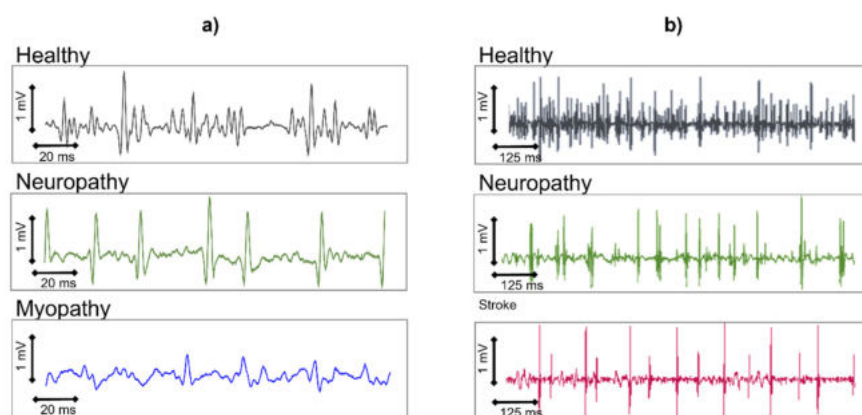 a)
Healthy
1 mV
20 ms
Neuropathy
1 mV
20 ms
Myopathy
1 mV
20 ms
b)
Healthy
1 mV
125 ms
Neuropathy
1 mV
125 ms
Stroke
1 mV
125 ms